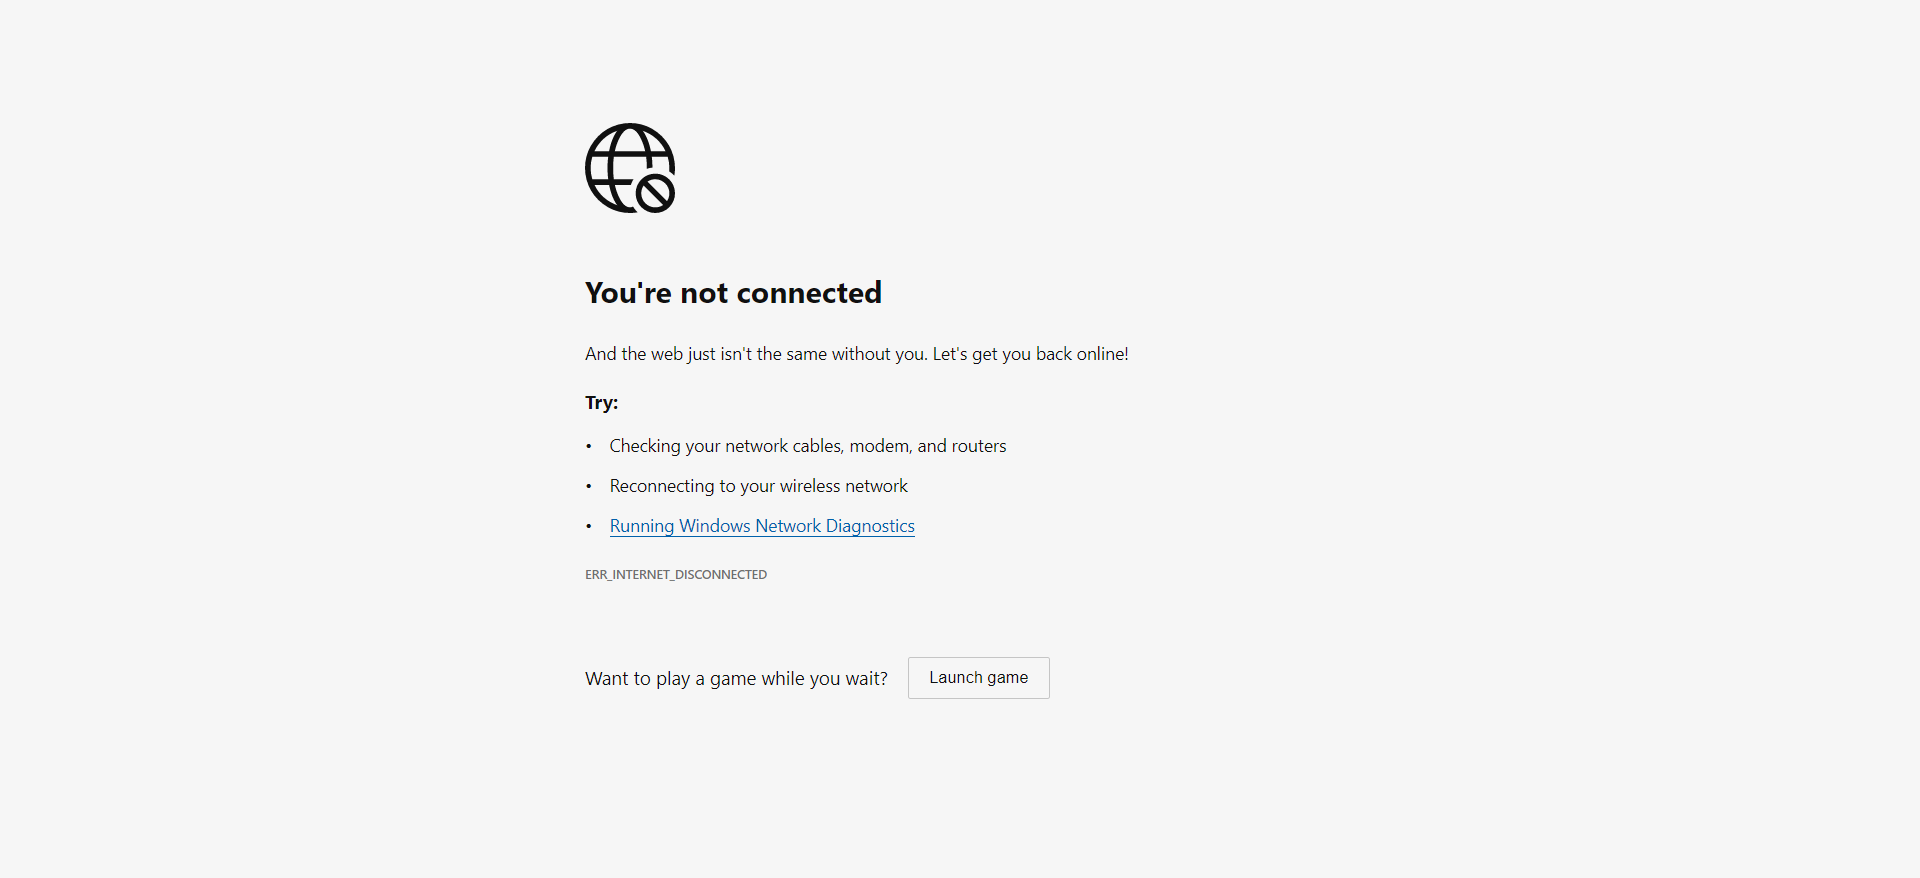 You're not connected
And the web just isn't the same without you. Let's get you back online!
Try:
• Checking your network cables, modem, and routers
• Reconnecting to your wireless network
• Running Windows Network Diagnostics
ERR_INTERNET_DISCONNECTED
Want to play a game while you wait? Launch game